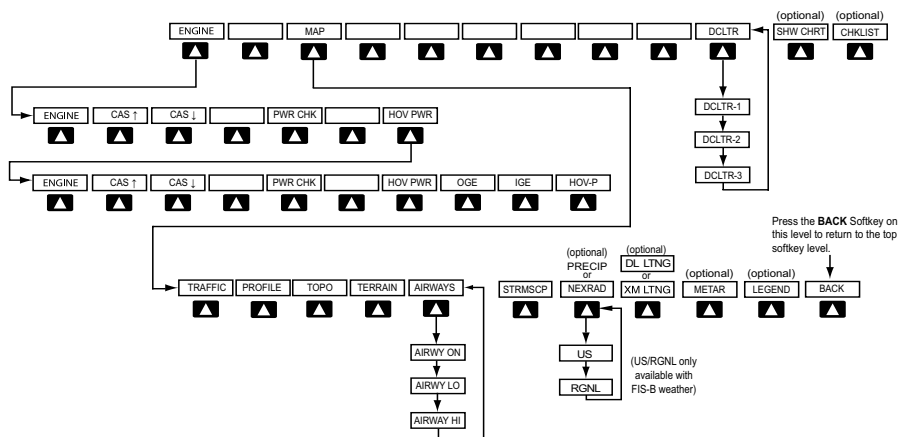 (optional) (optional)
ENGINE MAP DCLTR SHW CHRT CHKLIST
DCLTR-1
DCLTR-2
DCLTR-3
ENGINE CAS ↑ CAS ↓ PWR CHK HOV PWR
ENGINE CAS ↑ CAS ↓ PWR CHK HOV PWR OGE IGE HOV-P
Press the BACK Softkey on
this level to return to the top
softkey level.
(optional)
PRECIP
or
(optional)
DL LTNG
or
(optional) (optional)
TRAFFIC PROFILE TOPO TERRAIN AIRWAYS STRMSCP NEXRAD XM LTNG METAR LEGEND BACK
AIRWY ON
AIRWY LO
AIRWAY HI
US
RGNL
(US/RGNL only
available with
FIS-B weather)